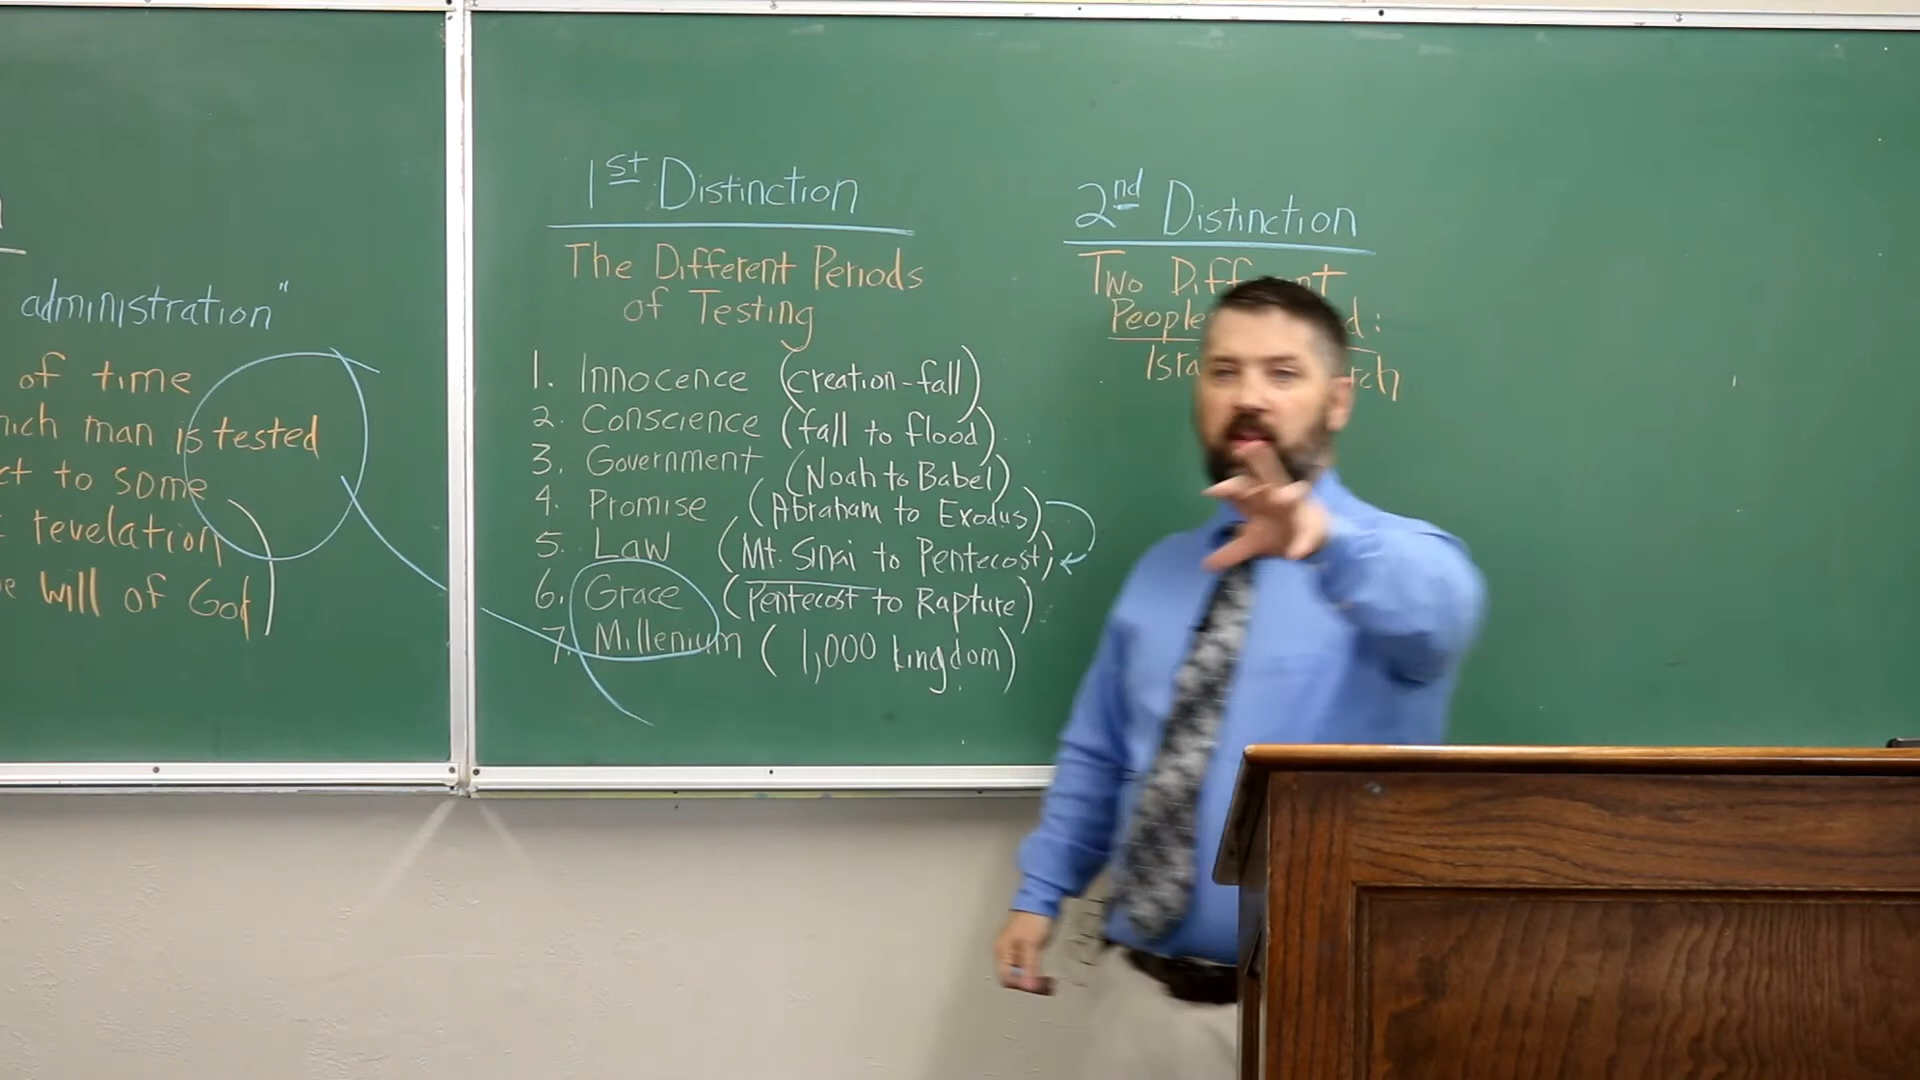 administration"
of time
man is tested
to some
revelation
will of God
1st Distinction
The Different Periods
of Testing
1. Innocence (creation-fall)
2. Conscience (fall to flood)
3. Government (Noah to Babel)
4. Promise (Abraham to Exodus)
5. Law (Mt. Sinai to Pentecost)
6. Grace (Pentecost to Rapture)
7. Millenium (1,000 kingdom)
2nd Distinction
Two
People